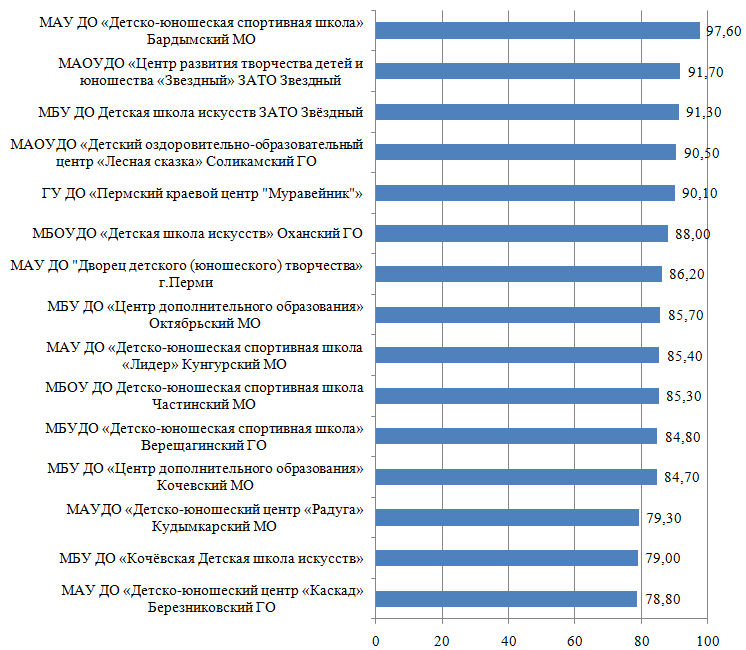 МАУ ДО «Детско-юношеская спортивная школа»
Бардымский МО
97,60
МАОУДО «Центр развития творчества детей и
юношества «Звездный» ЗАТО Звездный
91,70
МБУ ДО Детская школа искусств ЗАТО Звёздный
91,30
МАОУДО «Детский оздоровительно-образовательный
центр «Лесная сказка» Соликамский ГО
90,50
ГУ ДО «Пермский краевой центр "Муравейник"»
90,10
МБОУДО «Детская школа искусств» Оханский ГО
88,00
МАУ ДО "Дворец детского (юношеского) творчества»
г.Перми
86,20
МБУ ДО «Центр дополнительного образования»
Октябрьский МО
85,70
МАУ ДО «Детско-юношеская спортивная школа
«Лидер» Кунгурский МО
85,40
МБОУ ДО Детско-юношеская спортивная школа
Частинский МО
85,30
МБУДО «Детско-юношеская спортивная школа»
Верещагинский ГО
84,80
МБУ ДО «Центр дополнительного образования»
Кочевский МО
84,70
МАУДО «Детско-юношеский центр «Радуга»
Кудымкарский МО
79,30
МБУ ДО «Кочёвская Детская школа искусств»
79,00
МАУ ДО «Детско-юношеский центр «Каскад»
Березниковский ГО
78,80
0 20 40 60 80 100